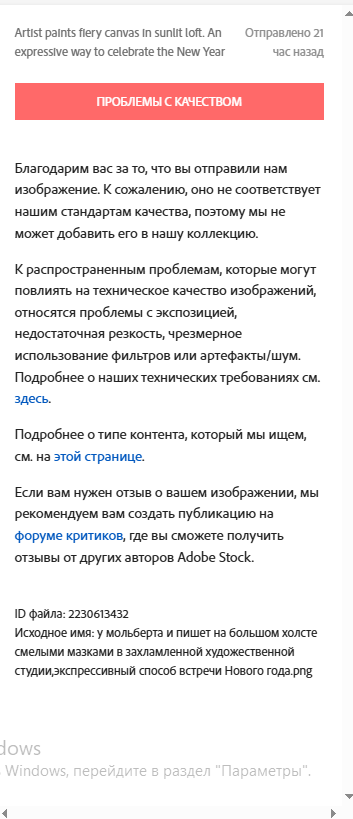 Artist paints fiery canvas in sunlit loft. An
expressive way to celebrate the New Year
Отправлено 21
час назад
ПРОБЛЕМЫ С КАЧЕСТВОМ
Благодарим вас за то, что вы отправили нам
изображение. К сожалению, оно не соответствует
нашим стандартам качества, поэтому мы не
может добавить его в нашу коллекцию.
К распространенным проблемам, которые могут
повлиять на техническое качество изображений,
относятся проблемы с экспозицией,
недостаточная резкость, чрезмерное
использование фильтров или артефакты/шум.
Подробнее о наших технических требованиях см.
здесь.
Подробнее о типе контента, который мы ищем,
см. на этой странице.
Если вам нужен отзыв о вашем изображении, мы
рекомендуем вам создать публикацию на
форуме критиков, где вы сможете получить
отзывы от других авторов Adobe Stock.
ID файла: 2230613432
Исходное имя: у мольберта и пишет на большом холсте
смелыми мазками в захламленной художественной
студии,экспрессивный способ встречи Нового года.png
dows
Windows, перейдите в раздел "Параметры".